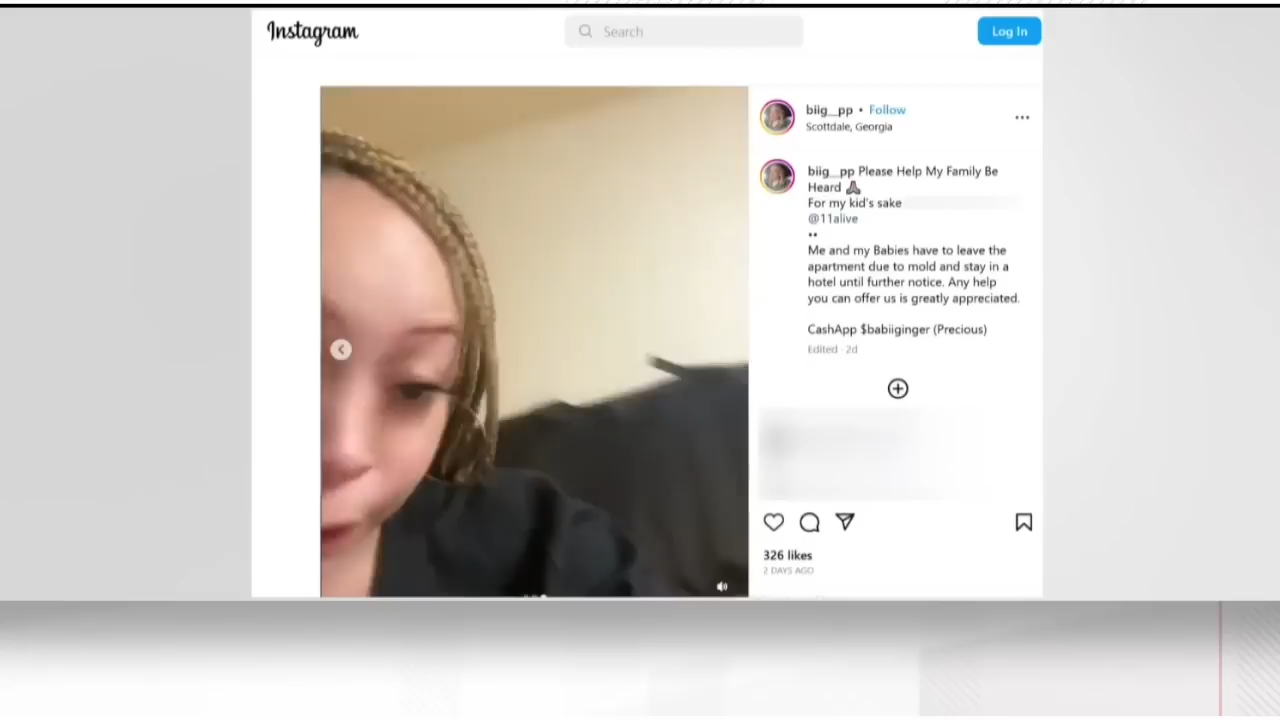 Instagram
Search
Log In
biig__pp • Follow
Scottdale, Georgia
biig__pp Please Help My Family Be
Heard 🙏🏾
For my kid's sake
@11alive
••
Me and my Babies have to leave the
apartment due to mold and stay in a
hotel until further notice. Any help
you can offer us is greatly appreciated.
CashApp $babiiginger (Precious)
Edited · 2d
326 likes
2 DAYS AGO